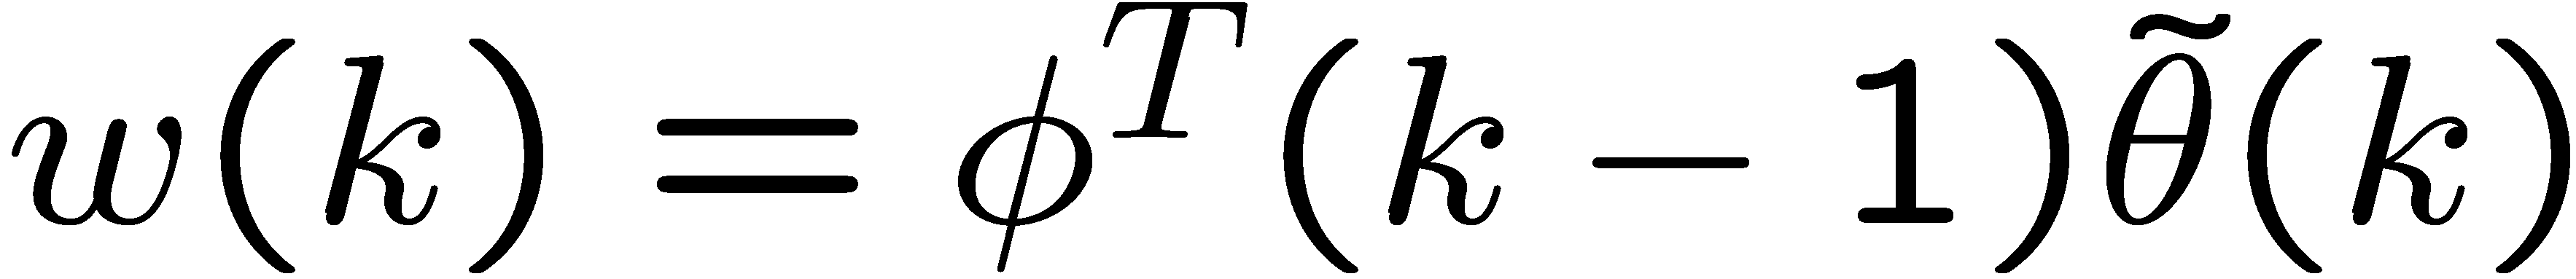 w(k) = ϕ^T(k − 1)θ̃(k)